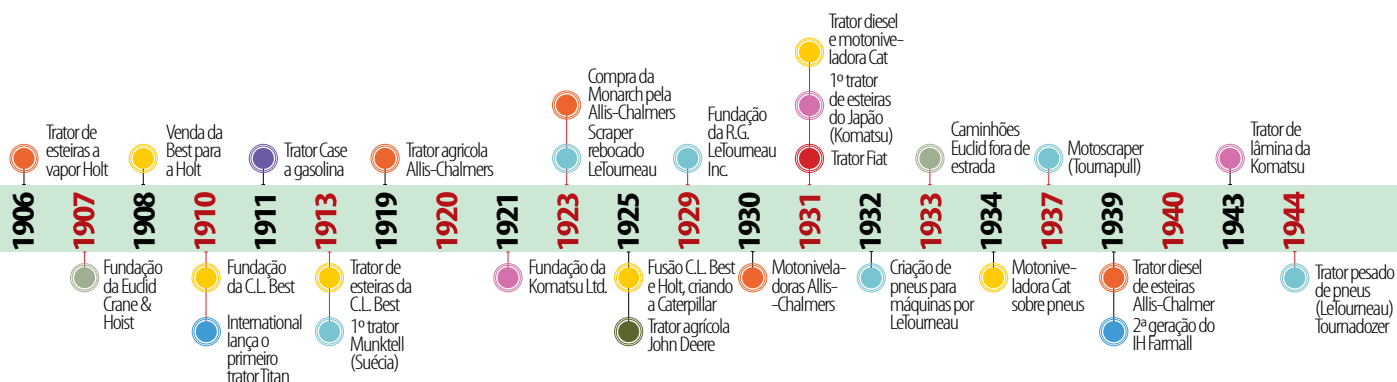 Trator de
esteiras a
vapor Holt
Venda da
Best para
a Holt
Trator Case
a gasolina
Trator agricola
Allis-Chalmers
Compra da
Monarch pela
Allis-Chalmers
Scraper
rebocado
LeTourneau
Fundação
da R.G.
LeTourneau
Inc.
Trator diesel
e motonive-
ladora Cat
1º trator
de esteiras
do Japão
(Komatsu)
Trator Fiat
Caminhões
Euclid fora de
estrada
Motoscraper
(Tournapull)
Trator de
lâmina da
Komatsu
1906
1907
1908
1910
1911
1913
1919
1920
1921
1923
1925
1929
1930
1931
1932
1933
1934
1937
1939
1940
1943
1944
Fundação
da Euclid
Crane &
Hoist
Fundação
da C.L. Best
International
lança o
primeiro
trator Titan
Trator de
esteiras da
C.L. Best
1º trator
Munktell
(Suécia)
Fundação da
Komatsu Ltd.
Fusão C.L. Best
e Holt, criando
a Caterpillar
Trator agrícola
John Deere
Motonivela-
doras Allis-
-Chalmers
Criação de
pneus para
máquinas por
LeTourneau
Motonive-
ladora Cat
sobre pneus
Trator diesel
de esteiras
Allis-Chalmer
2ª geração do
IH Farmall
Trator pesado
de pneus
(LeTourneau)
Tournadozer